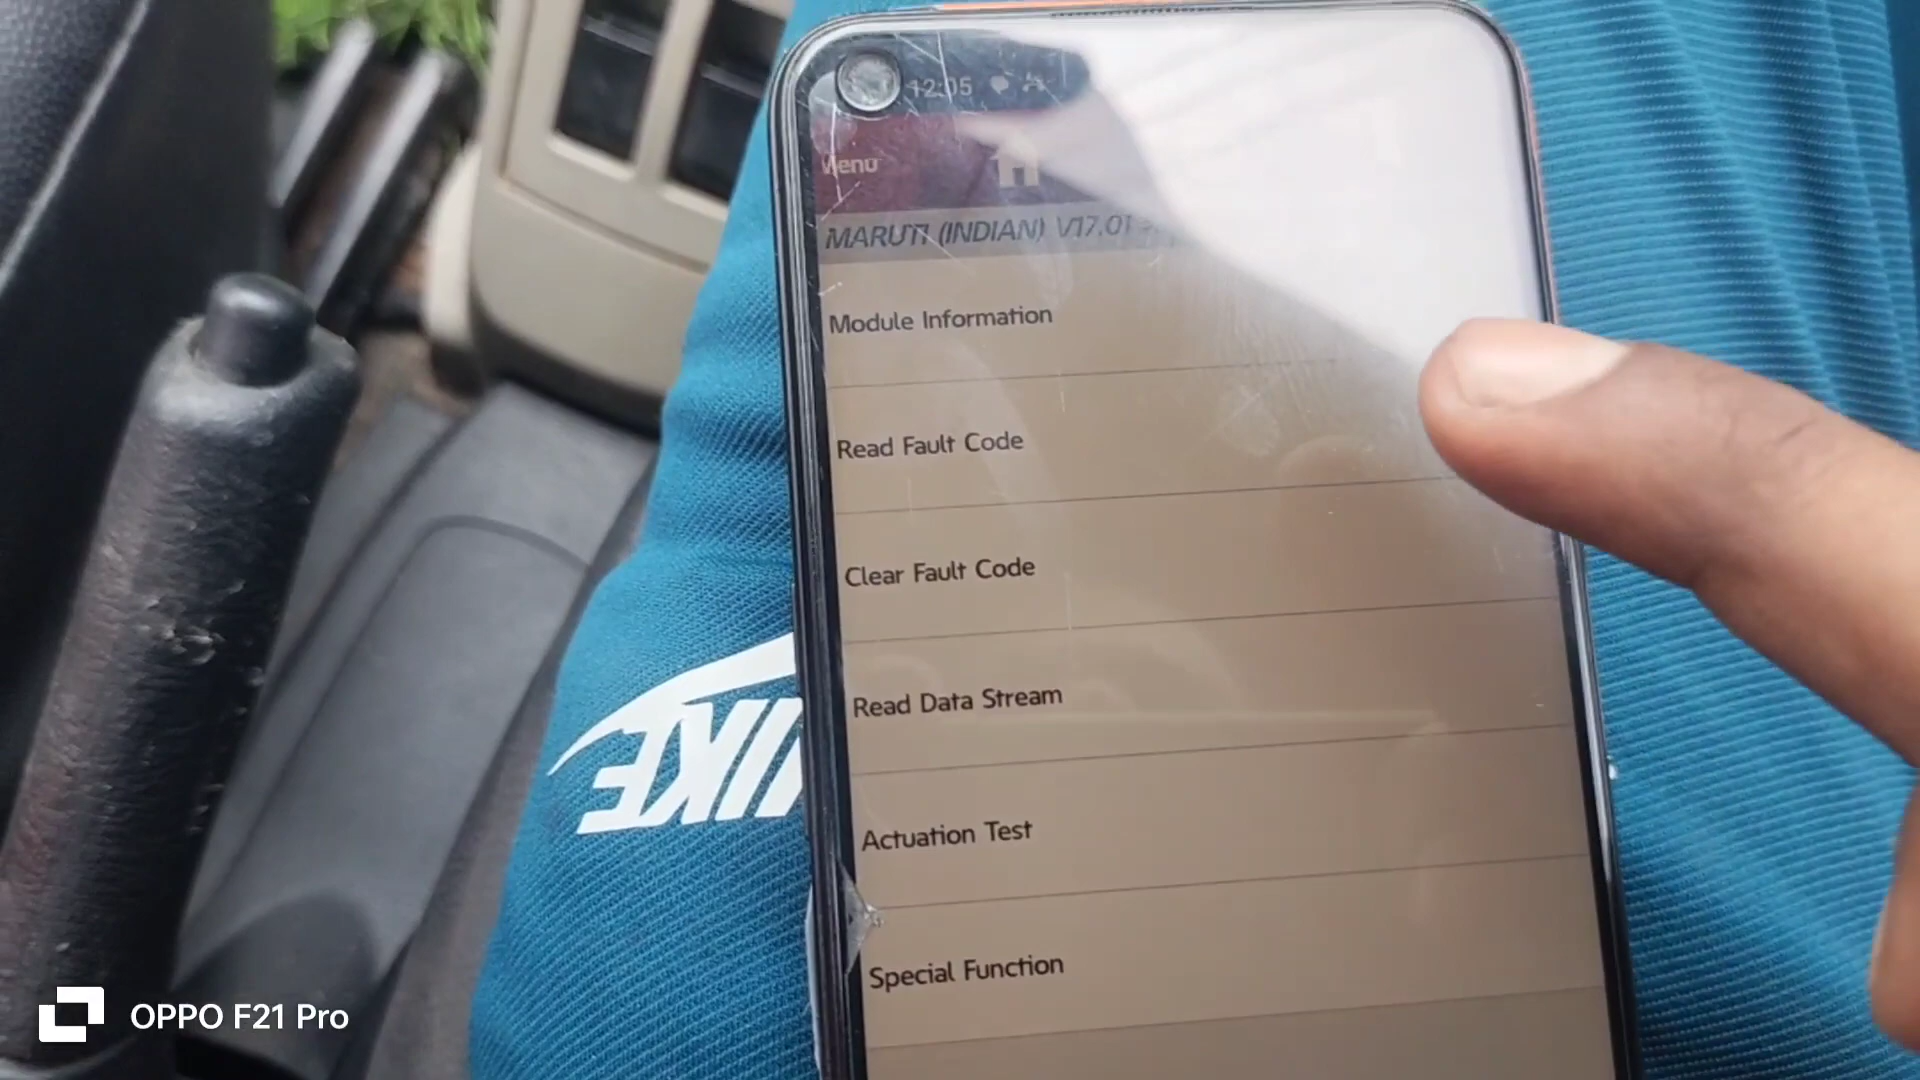 12:05
Menu
MARUTI (INDIAN) V17.01
Module Information
Read Fault Code
Clear Fault Code
Read Data Stream
Actuation Test
Special Function
NIKE
OPPO F21 Pro